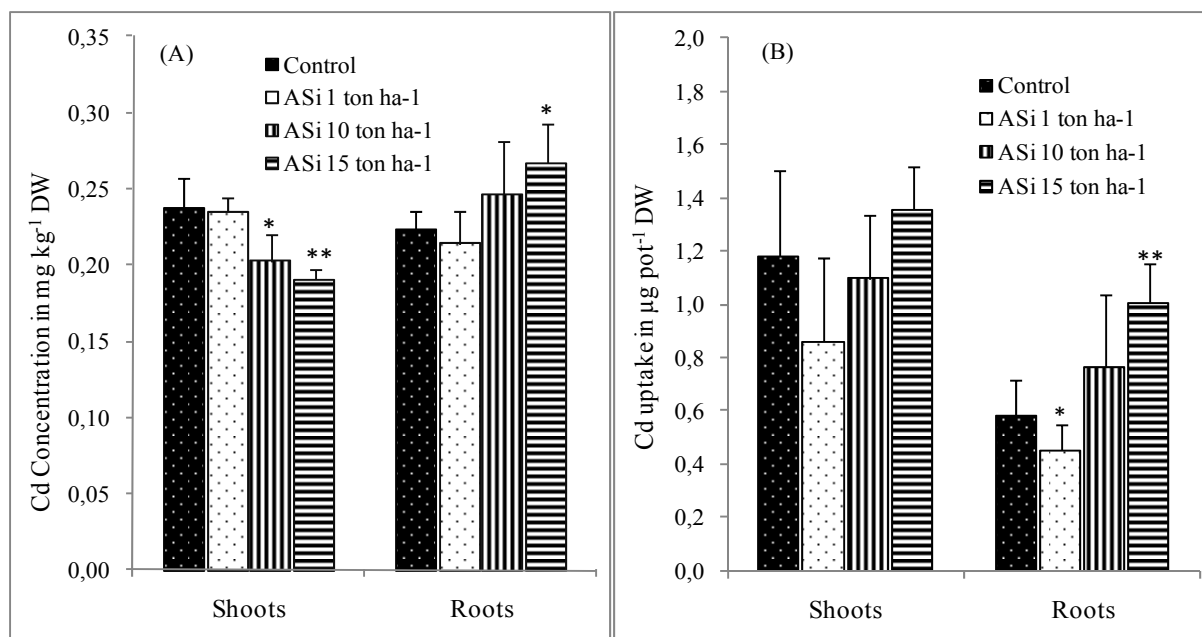 (A)
Control
ASi 1 ton ha-1
ASi 10 ton ha-1
ASi 15 ton ha-1
Cd Concentration in mg kg-1 DW
0,35
0,30
0,25
0,20
0,15
0,10
0,05
0,00
*
**
*
Shoots
Roots
(B)
Control
ASi 1 ton ha-1
ASi 10 ton ha-1
ASi 15 ton ha-1
Cd uptake in µg pot-1 DW
2,0
1,8
1,6
1,4
1,2
1,0
0,8
0,6
0,4
0,2
0,0
*
**
Shoots
Roots